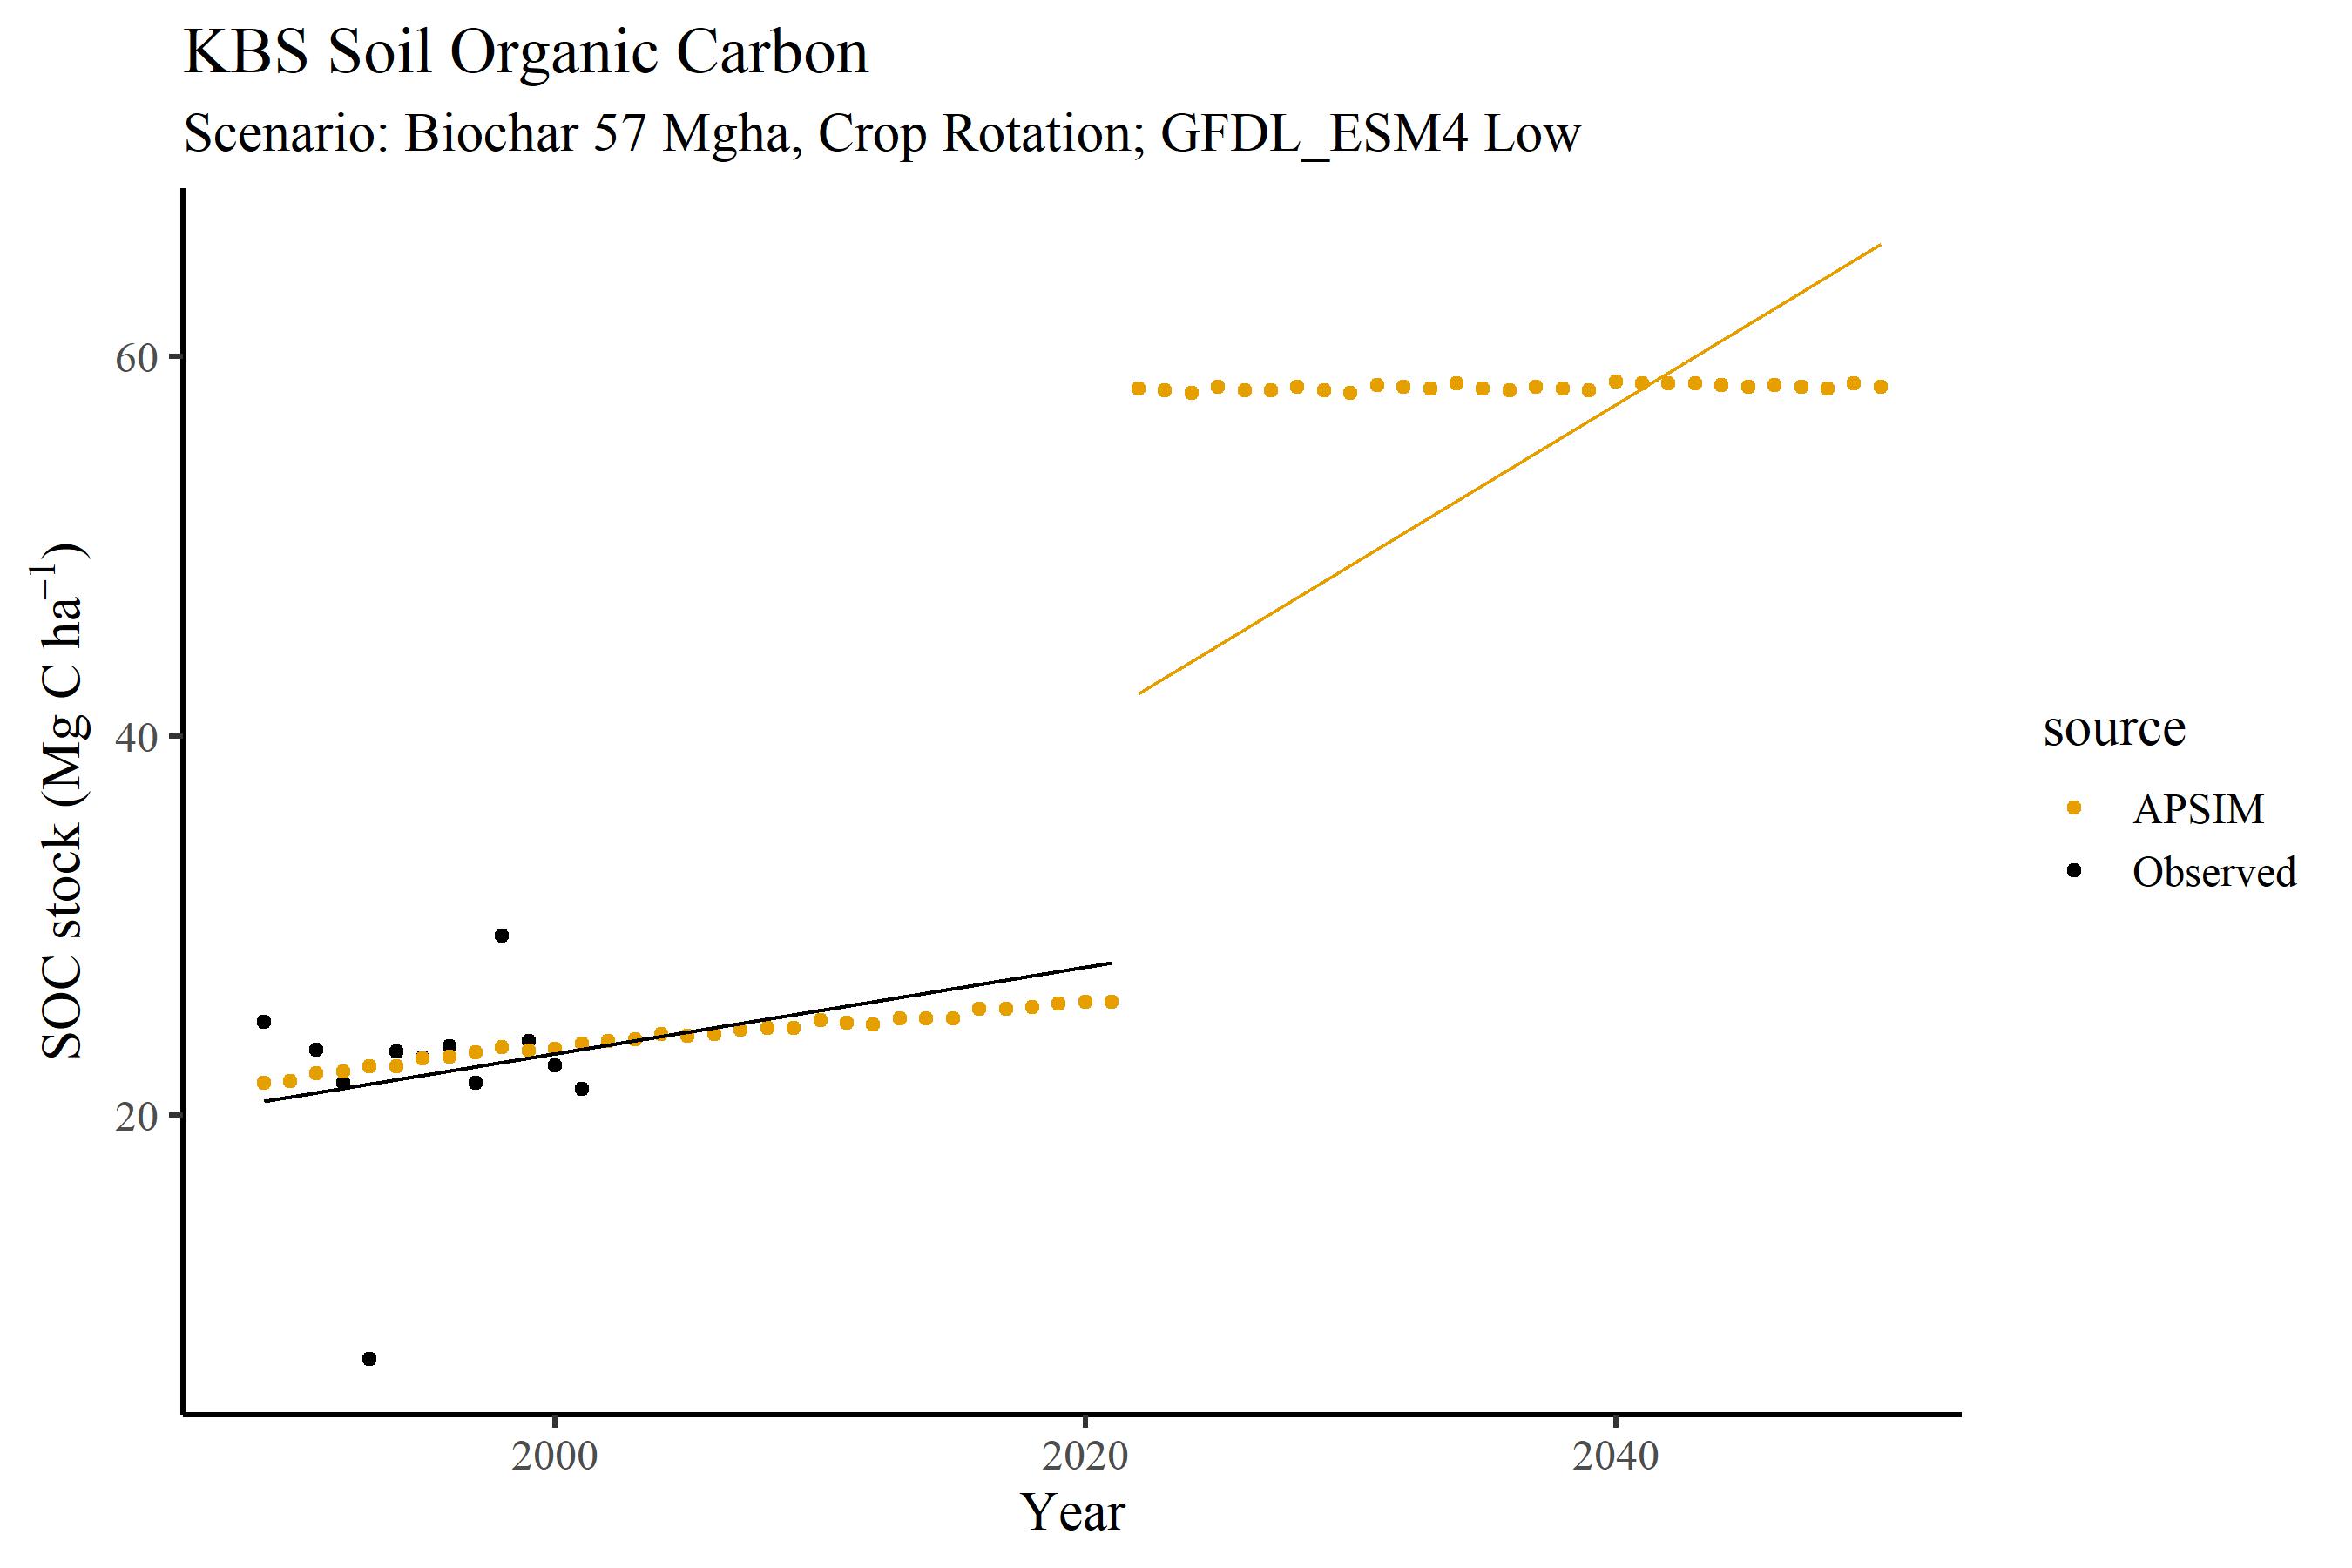 KBS Soil Organic Carbon
Scenario: Biochar 57 Mgha, Crop Rotation; GFDL_ESM4 Low
SOC stock (Mg C ha⁻¹)
60
40
20
2000
2020
2040
Year
source
APSIM
Observed